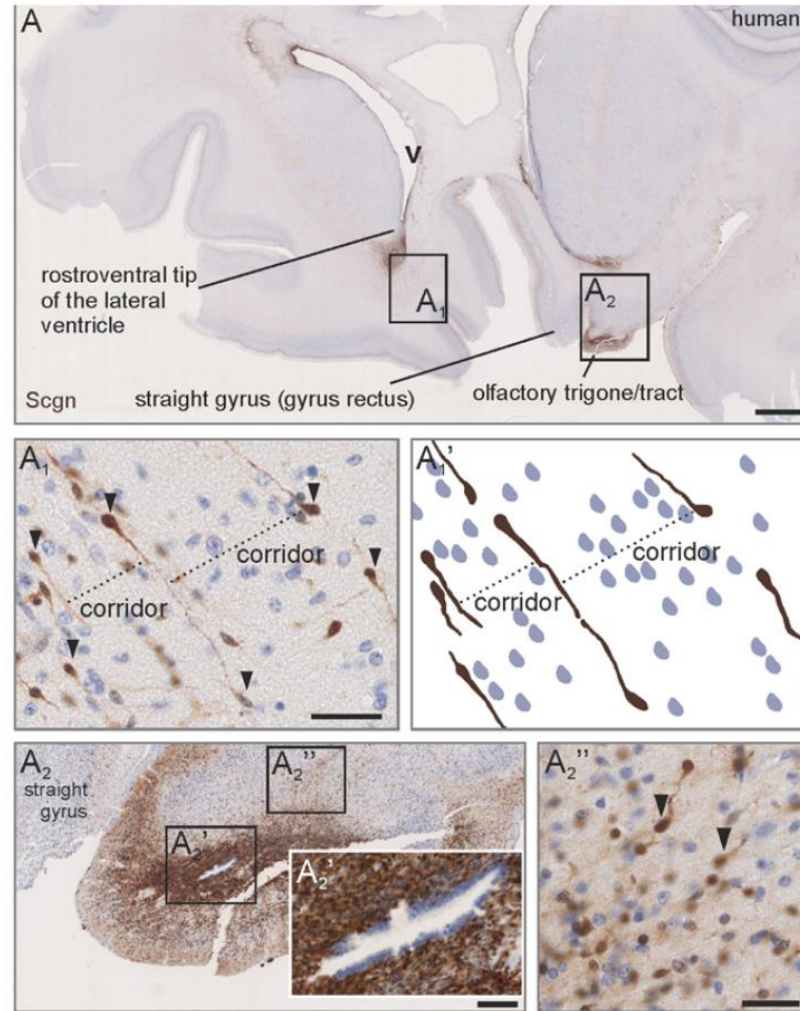 A
human
v
rostroventral tip
of the lateral
ventricle
A1
A2
Scgn
straight gyrus (gyrus rectus)
olfactory trigone/tract
A1
corridor
corridor
A1’
corridor
corridor
A2
straight
gyrus
A2’’
A2’
A2’
A2’’